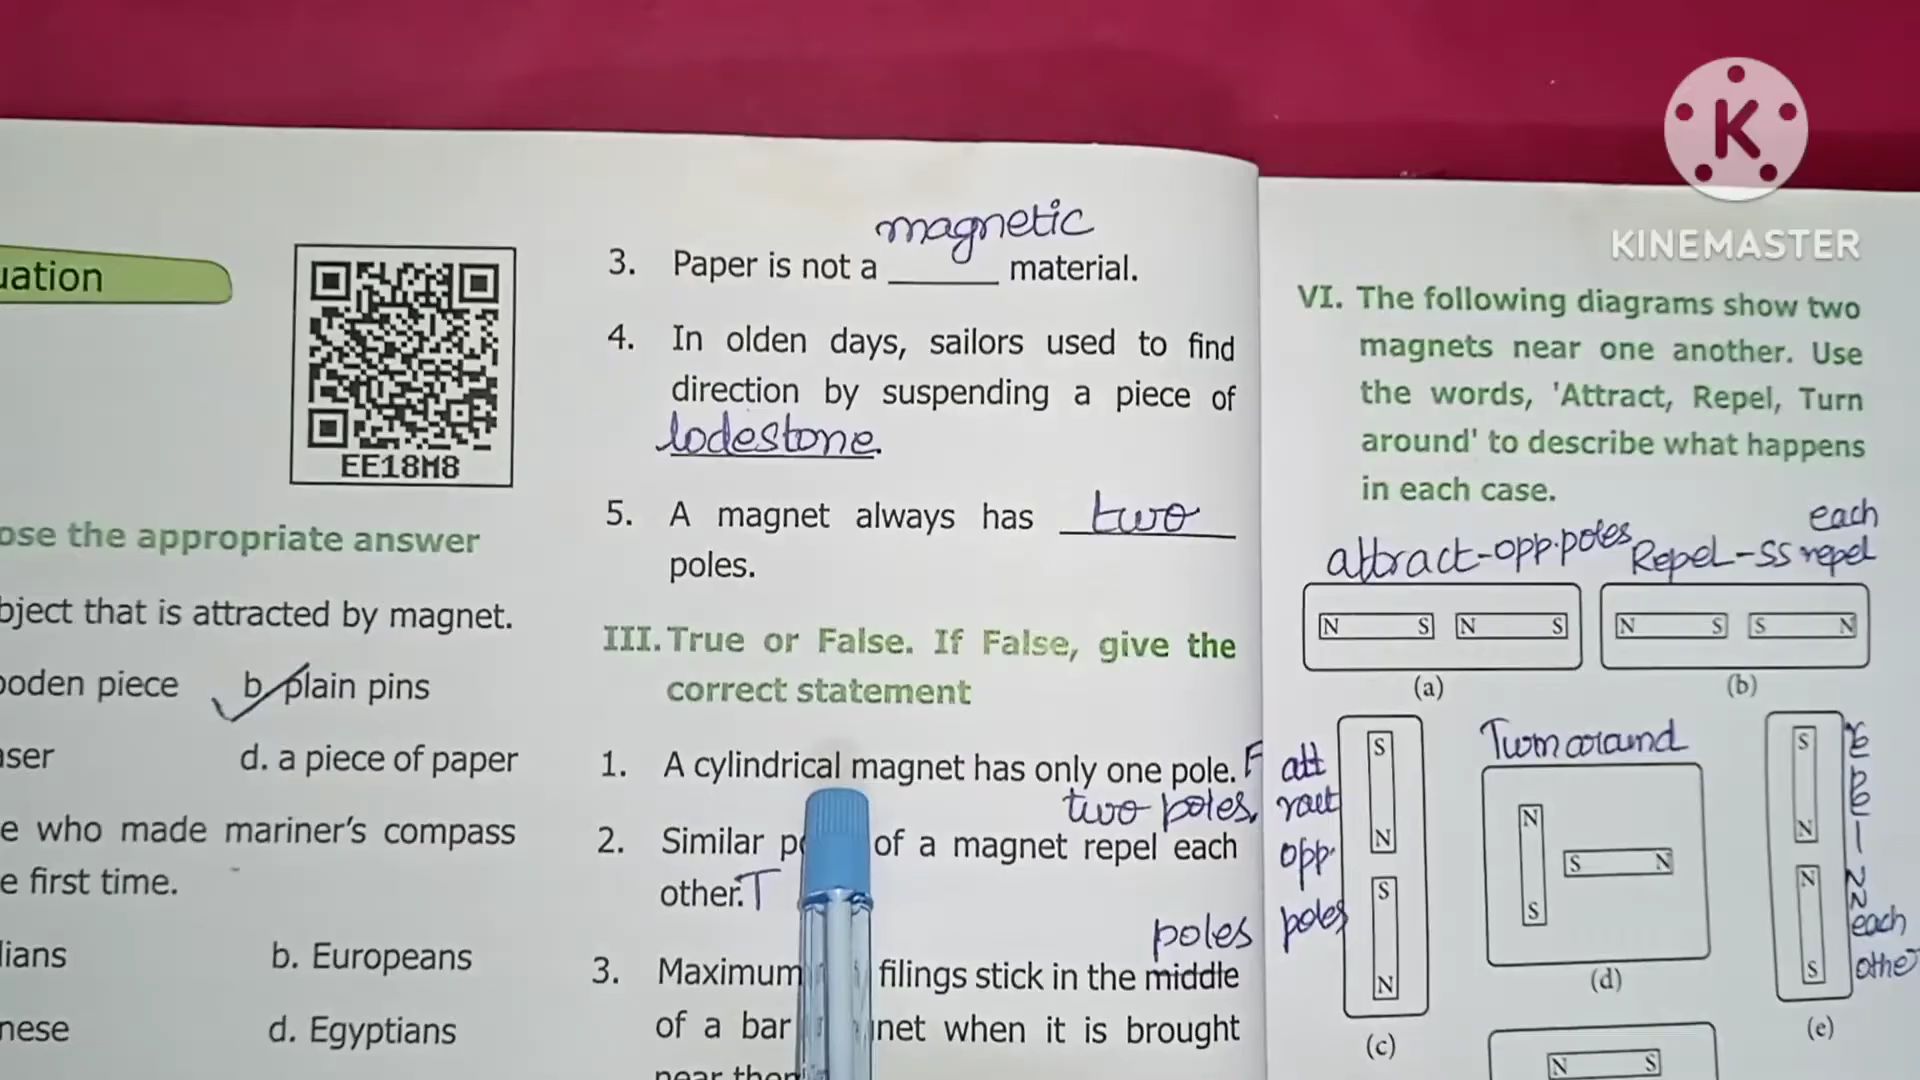 KINEMASTER
uation
EE18M8
ose the appropriate answer
bject that is attracted by magnet.
ooden piece b. plain pins
aser d. a piece of paper
e who made mariner's compass
e first time.
ians b. Europeans
nese d. Egyptians
magnetic
3. Paper is not a ______ material.
4. In olden days, sailors used to find
direction by suspending a piece of
lodestone.
5. A magnet always has two
poles.
III. True or False. If False, give the
correct statement
1. A cylindrical magnet has only one pole. F
two poles.
2. Similar of a magnet repel each
other. T
poles
3. Maximum filings stick in the middle
of a bar net when it is brought
VI. The following diagrams show two
magnets near one another. Use
the words, 'Attract, Repel, Turn
around' to describe what happens
in each case.
attract-opp.poles
each
Repel-SS repel
N S N S
N S S N
(a) (b)
att
ract
opp.
poles
S
N
S
N
(c)
Turn around
N
S
S N
(d)
S
N
N
S
repel-NN
each
other
(e)
N S